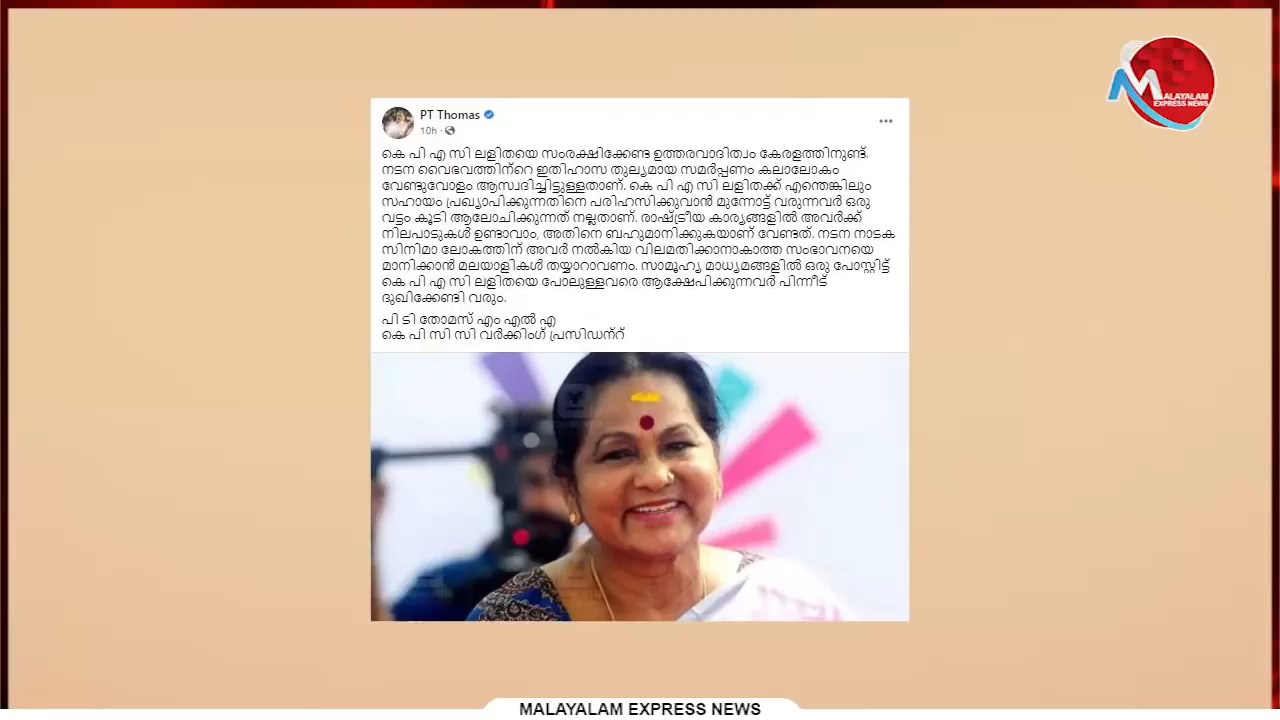 MALAYALAM
EXPRESS NEWS
PT Thomas
10h ·
കെ പി എ സി ലളിതയെ സംരക്ഷിക്കേണ്ട ഉത്തരവാദിത്വം കേരളത്തിനുണ്ട്.
നടന വൈഭവത്തിന്റെ ഇതിഹാസ തുല്യമായ സമർപ്പണം കലാലോകം
വേണ്ടുവോളം ആസ്വദിച്ചിട്ടുള്ളതാണ്. കെ പി എ സി ലളിതക്ക് എന്തെങ്കിലും
സഹായം പ്രഖ്യാപിക്കുന്നതിനെ പരിഹസിക്കുവാൻ മുന്നോട്ട് വരുന്നവർ ഒരു
വട്ടം കൂടി ആലോചിക്കുന്നത് നല്ലതാണ്. രാഷ്ട്രീയ കാര്യങ്ങളിൽ അവർക്ക്
നിലപാടുകൾ ഉണ്ടാവാം, അതിനെ ബഹുമാനിക്കുകയാണ് വേണ്ടത്. നടന നാടക
സിനിമാ ലോകത്തിന് അവർ നൽകിയ വിലമതിക്കാനാകാത്ത സംഭാവനയെ
മാനിക്കാൻ മലയാളികൾ തയ്യാറാവണം. സാമൂഹ്യ മാധ്യമങ്ങളിൽ ഒരു പോസ്റ്റിട്ട്
കെ പി എ സി ലളിതയെ പോലുള്ളവരെ ആക്ഷേപിക്കുന്നവർ പിന്നീട്
ദുഖിക്കേണ്ടി വരും.
പി ടി തോമസ് എം എൽ എ
കെ പി സി സി വർക്കിംഗ് പ്രസിഡന്റ്
MALAYALAM EXPRESS NEWS